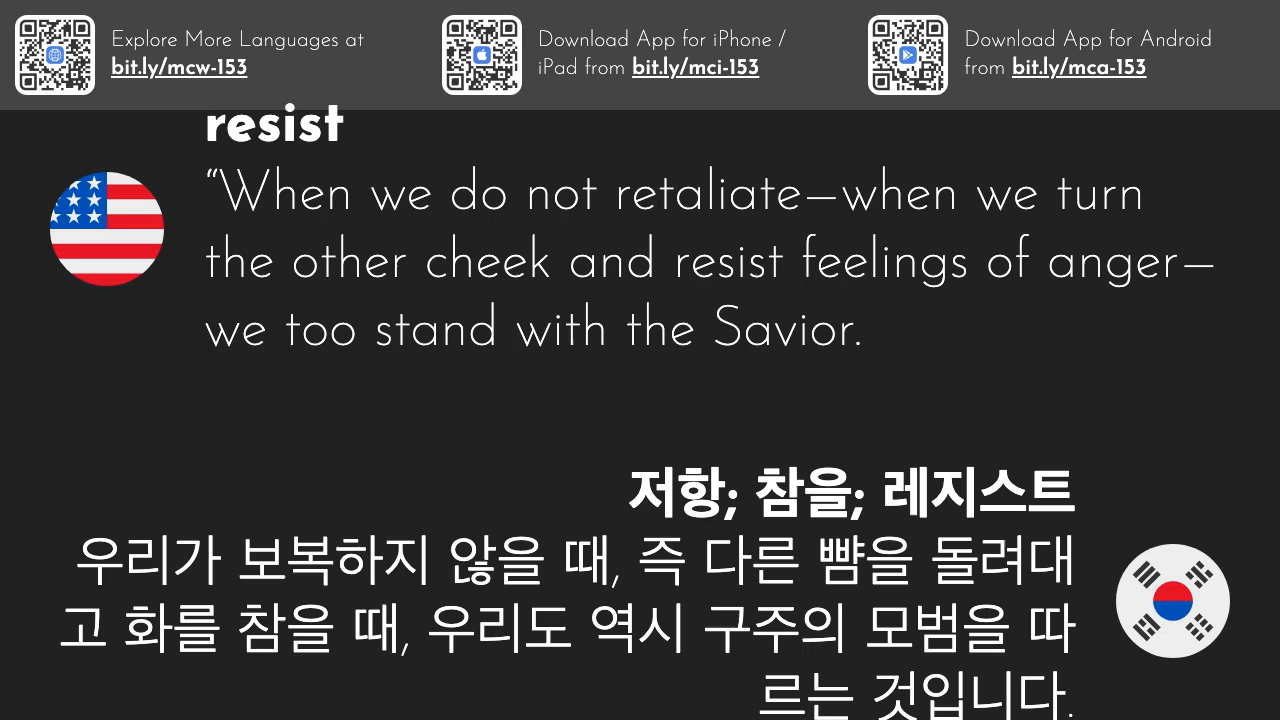 Explore More Languages at
bit.ly/mcw-153
Download App for iPhone /
iPad from bit.ly/mci-153
Download App for Android
from bit.ly/mca-153
resist
“When we do not retaliate—when we turn
the other cheek and resist feelings of anger—
we too stand with the Savior.
저항; 참을; 레지스트
우리가 보복하지 않을 때, 즉 다른 뺨을 돌려대
고 화를 참을 때, 우리도 역시 구주의 모범을 따
르는 것입니다.